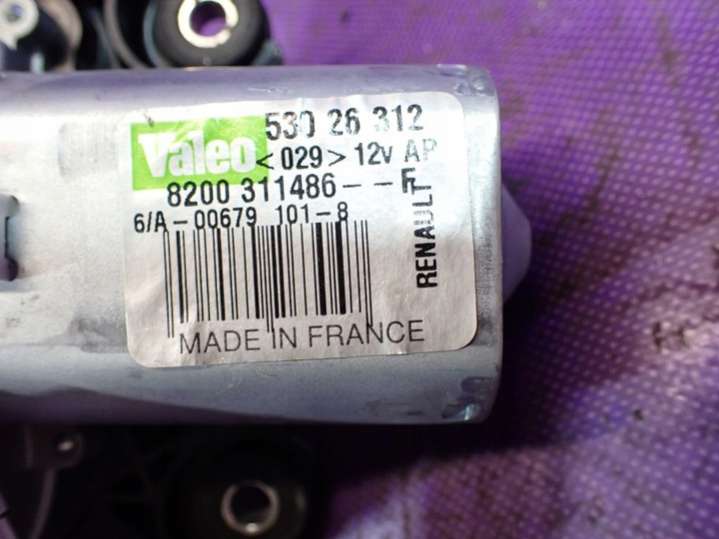 Valeo
530 26 312
<029> 12v AP
8200 311486--F
6/A-00679 101-8
RENAULT
MADE IN FRANCE